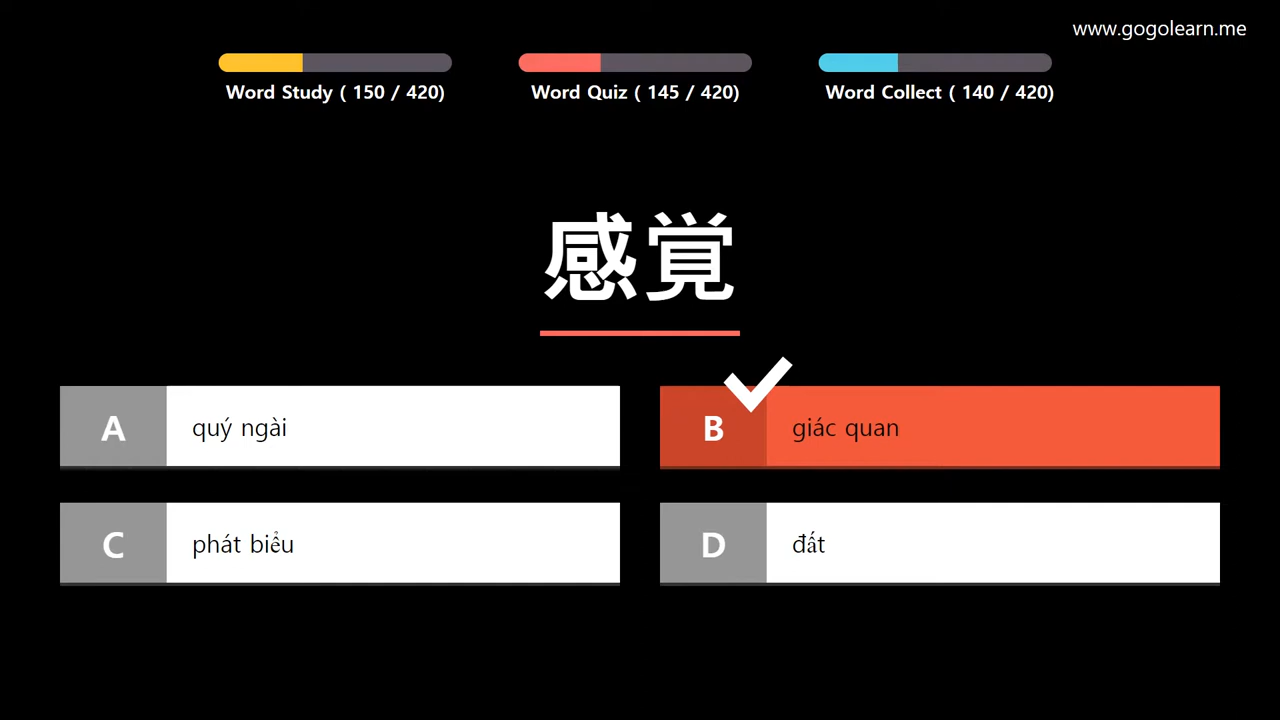 www.gogolearn.me
Word Study ( 150 / 420)
Word Quiz ( 145 / 420)
Word Collect ( 140 / 420)
感覚
A
quý ngài
B
giác quan
C
phát biểu
D
đất